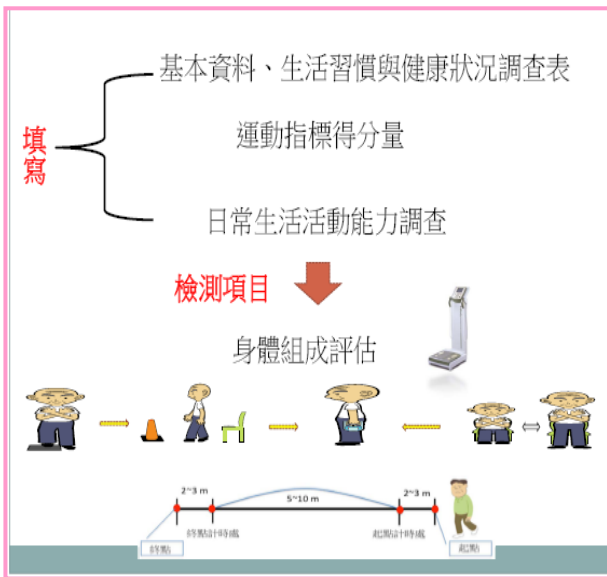 基本資料、生活習慣與健康狀況調查表
填寫
運動指標得分量
日常生活活動能力調查
檢測項目
身體組成評估
2~3 m
5~10 m
2~3 m
終點計時處
起點計時處
終點
起點